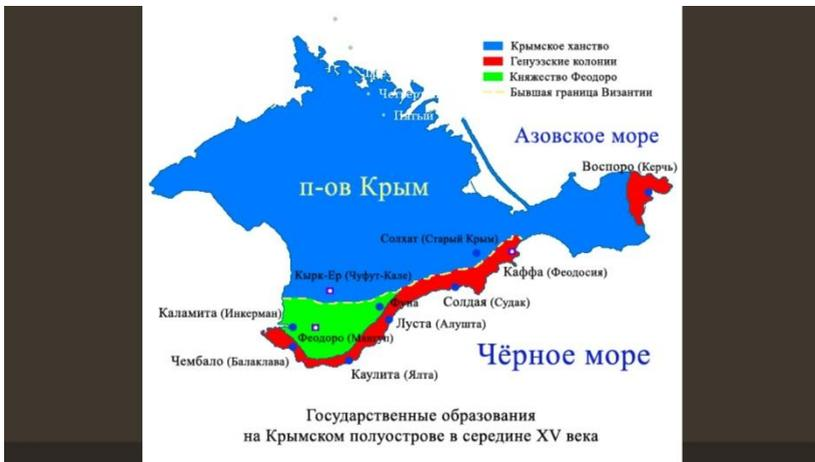 Крымское ханство
Генуэзские колонии
Княжество Феодоро
Бывшая граница Византии
Четвёр
Пятый
Азовское море
Воспоро (Керчь)
п-ов Крым
Солхат (Старый Крым)
Кырк-Ер (Чуфут-Кале)
Каффа (Феодосия)
Фуна
Солдая (Судак)
Каламита (Инкерман)
Луста (Алушта)
Феодоро (Мангуп)
Чембало (Балаклава)
Чёрное море
Каулита (Ялта)
Государственные образования
на Крымском полуострове в середине XV века